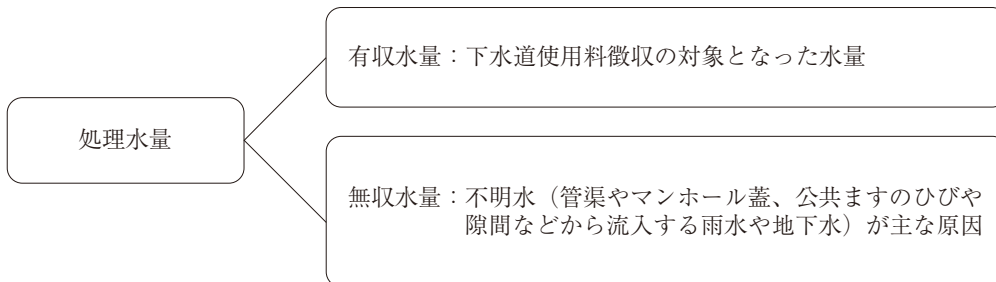 有収水量：下水道使用料徴収の対象となった水量
処理水量
無収水量：不明水（管渠やマンホール蓋、公共ますのひびや
隙間などから流入する雨水や地下水）が主な原因